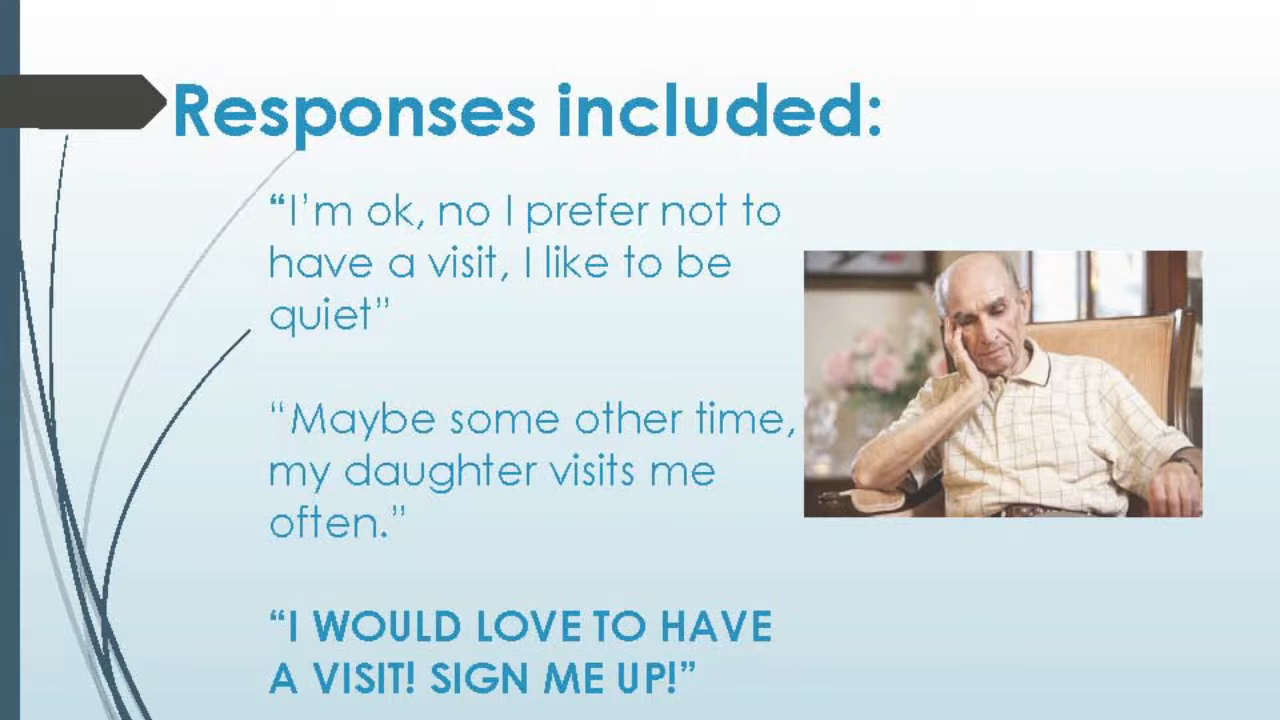 Responses included:
“I’m ok, no I prefer not to
have a visit, I like to be
quiet”
“Maybe some other time,
my daughter visits me
often.”
“I WOULD LOVE TO HAVE
A VISIT! SIGN ME UP!”